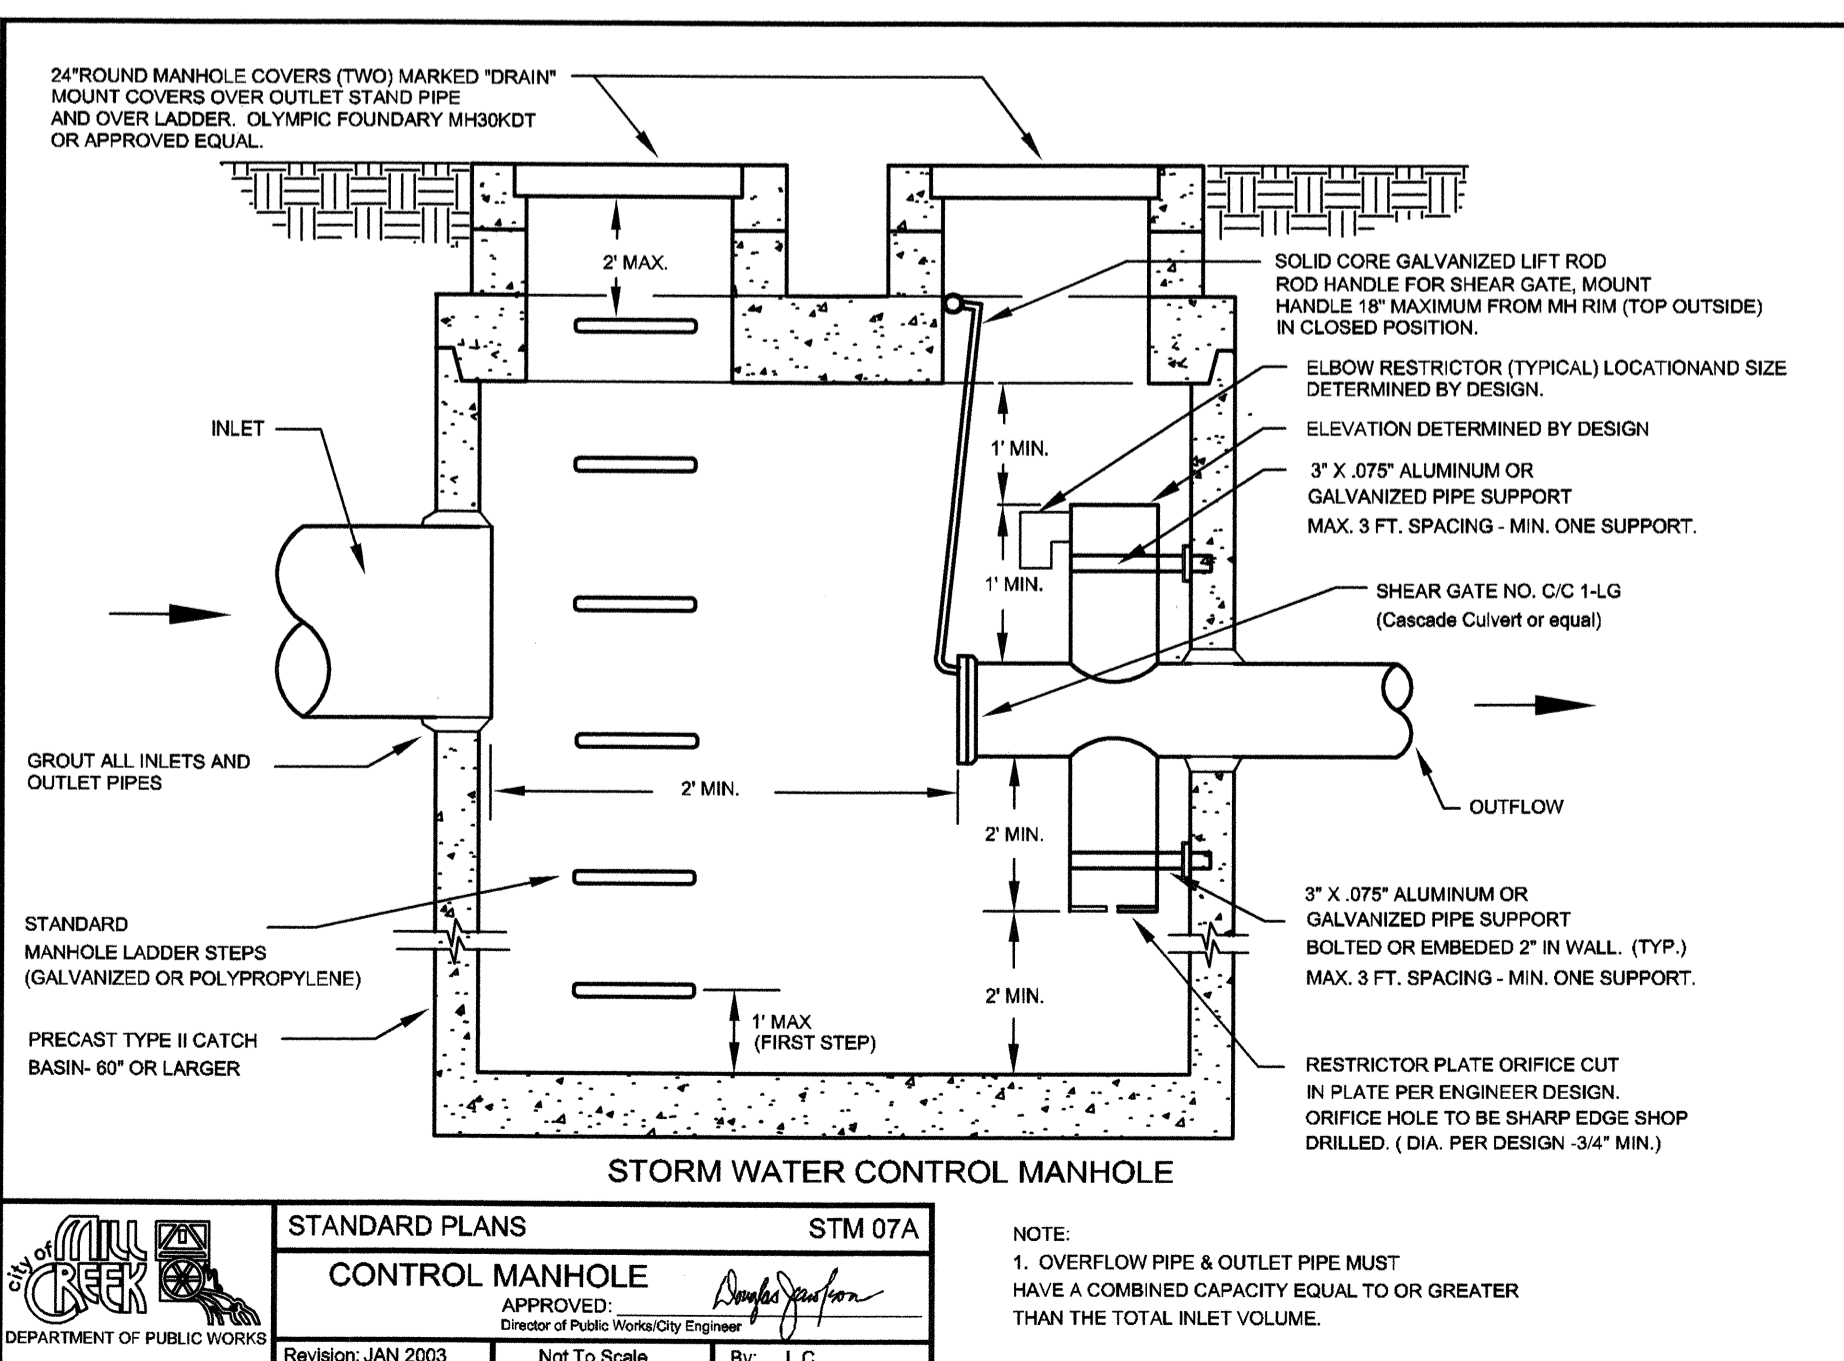 24"ROUND MANHOLE COVERS (TWO) MARKED "DRAIN"
MOUNT COVERS OVER OUTLET STAND PIPE
AND OVER LADDER. OLYMPIC FOUNDARY MH30KDT
OR APPROVED EQUAL.
2' MAX.
SOLID CORE GALVANIZED LIFT ROD
ROD HANDLE FOR SHEAR GATE, MOUNT
HANDLE 18" MAXIMUM FROM MH RIM (TOP OUTSIDE)
IN CLOSED POSITION.
ELBOW RESTRICTOR (TYPICAL) LOCATIONAND SIZE
DETERMINED BY DESIGN.
INLET
1' MIN.
ELEVATION DETERMINED BY DESIGN
3" X .075" ALUMINUM OR
GALVANIZED PIPE SUPPORT
MAX. 3 FT. SPACING - MIN. ONE SUPPORT.
1' MIN.
SHEAR GATE NO. C/C 1-LG
(Cascade Culvert or equal)
GROUT ALL INLETS AND
OUTLET PIPES
2' MIN.
OUTFLOW
2' MIN.
STANDARD
MANHOLE LADDER STEPS
(GALVANIZED OR POLYPROPYLENE)
3" X .075" ALUMINUM OR
GALVANIZED PIPE SUPPORT
BOLTED OR EMBEDED 2" IN WALL. (TYP.)
MAX. 3 FT. SPACING - MIN. ONE SUPPORT.
2' MIN.
1' MAX
(FIRST STEP)
PRECAST TYPE II CATCH
BASIN- 60" OR LARGER
RESTRICTOR PLATE ORIFICE CUT
IN PLATE PER ENGINEER DESIGN.
ORIFICE HOLE TO BE SHARP EDGE SHOP
DRILLED. ( DIA. PER DESIGN -3/4" MIN.)
STORM WATER CONTROL MANHOLE
city of
MILL
CREEK
DEPARTMENT OF PUBLIC WORKS
STANDARD PLANS STM 07A
CONTROL MANHOLE
APPROVED:
Director of Public Works/City Engineer
Revision: JAN 2003 Not To Scale By: L.C.
NOTE:
1. OVERFLOW PIPE & OUTLET PIPE MUST
HAVE A COMBINED CAPACITY EQUAL TO OR GREATER
THAN THE TOTAL INLET VOLUME.